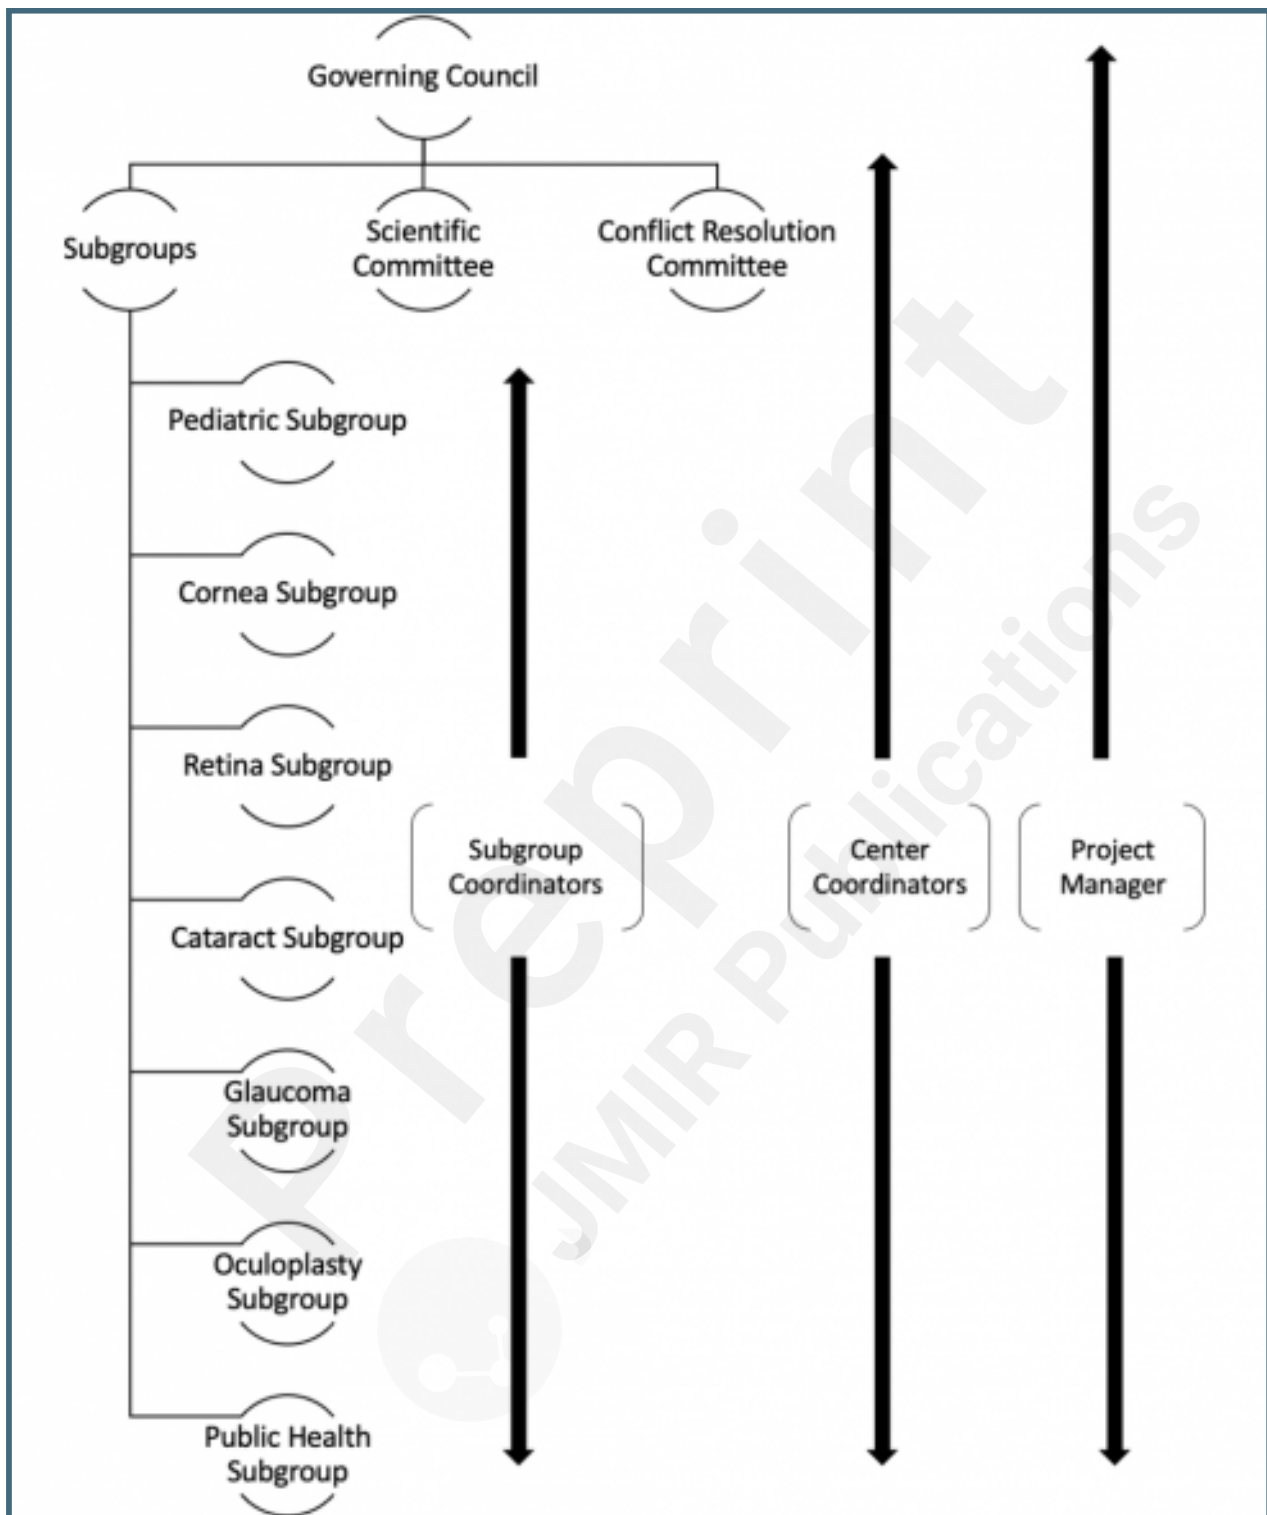 Governing Council
Subgroups
Scientific
Committee
Conflict Resolution
Committee
Pediatric Subgroup
Cornea Subgroup
Retina Subgroup
Cataract Subgroup
Glaucoma
Subgroup
Oculoplasty
Subgroup
Public Health
Subgroup
Subgroup
Coordinators
Center
Coordinators
Project
Manager
Preprint
JMIR Publications